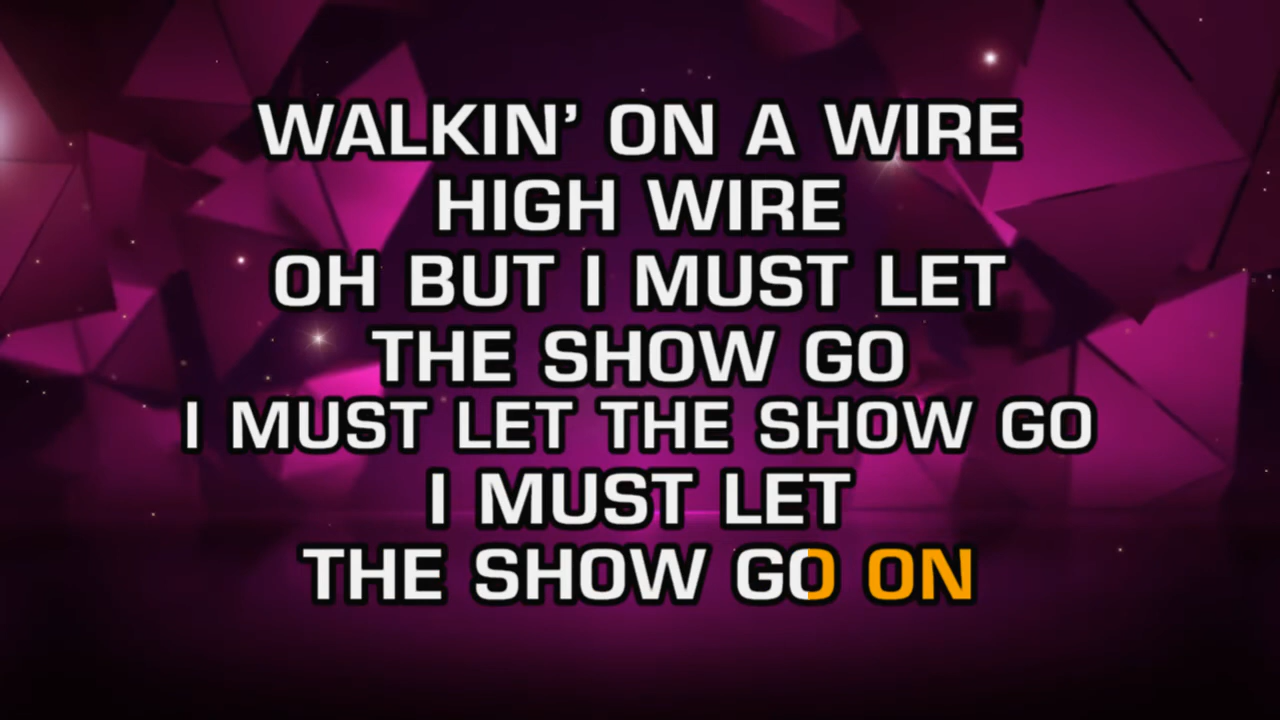 WALKIN’ ON A WIRE
HIGH WIRE
OH BUT I MUST LET
THE SHOW GO
I MUST LET THE SHOW GO
I MUST LET
THE SHOW GO ON